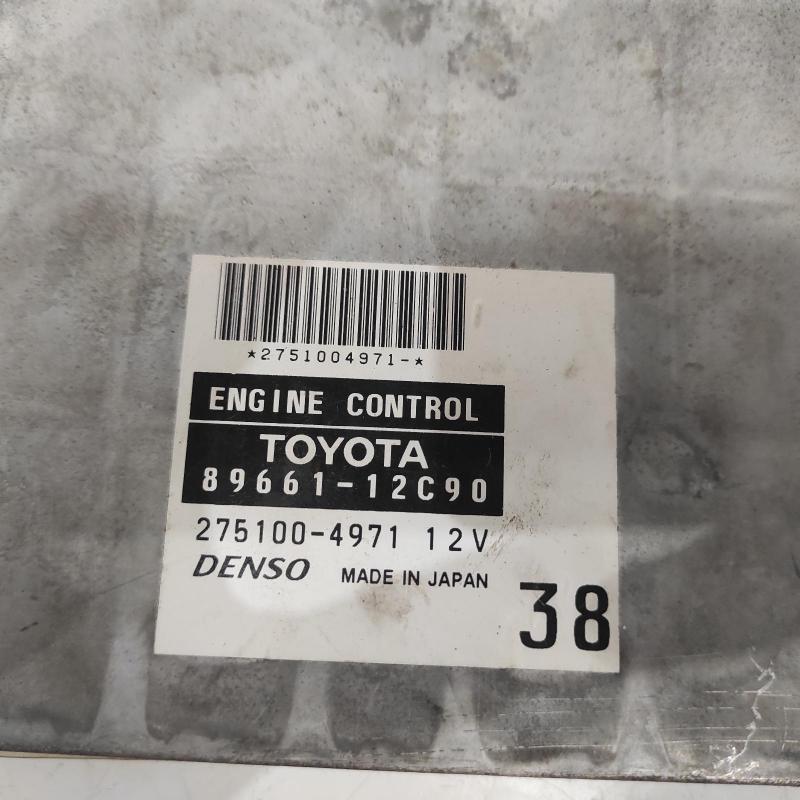 *2751004971-*
ENGINE CONTROL
TOYOTA
89661-12C90
275100-4971 12V
DENSO MADE IN JAPAN
38